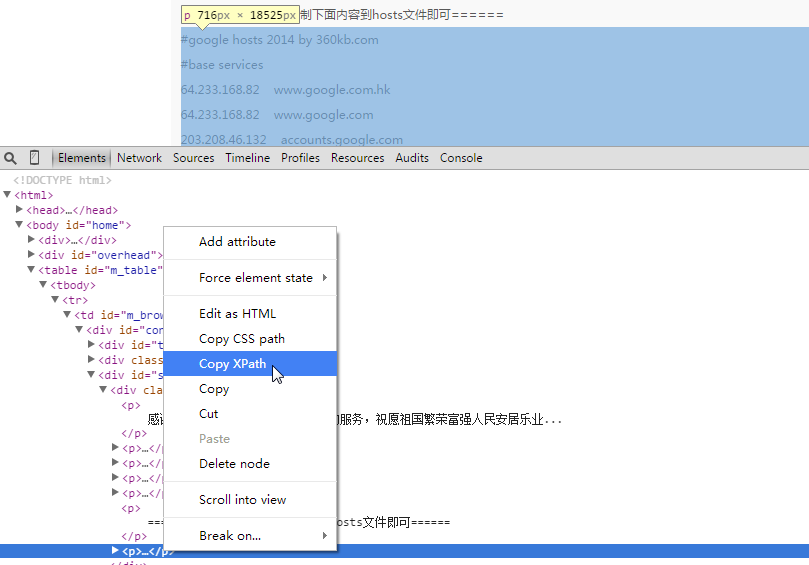 p 716px × 18525px 制下面内容到hosts文件即可======
#google hosts 2014 by 360kb.com
#base services
64.233.168.82 www.google.com.hk
64.233.168.82 www.google.com
203.208.46.132 accounts.google.com
Elements Network Sources Timeline Profiles Resources Audits Console
<!DOCTYPE html>
<html>
<head>…</head>
<body id="home">
<div>…</div>
<div id="overhead">
<table id="m_table"
<tbody>
<tr>
<td id="m_bro
<div id="con
<div id="t
<div class
<div id="s
<div clas
<p>
感 的服务，祝愿祖国繁荣富强人民安居乐业...
</p>
<p>…</p>
<p>…</p>
<p>…</p>
<p>…</p>
<p>
=== osts文件即可======
</p>
<p>…</p>
</div>
Add attribute
Force element state
Edit as HTML
Copy CSS path
Copy XPath
Copy
Cut
Paste
Delete node
Scroll into view
Break on...